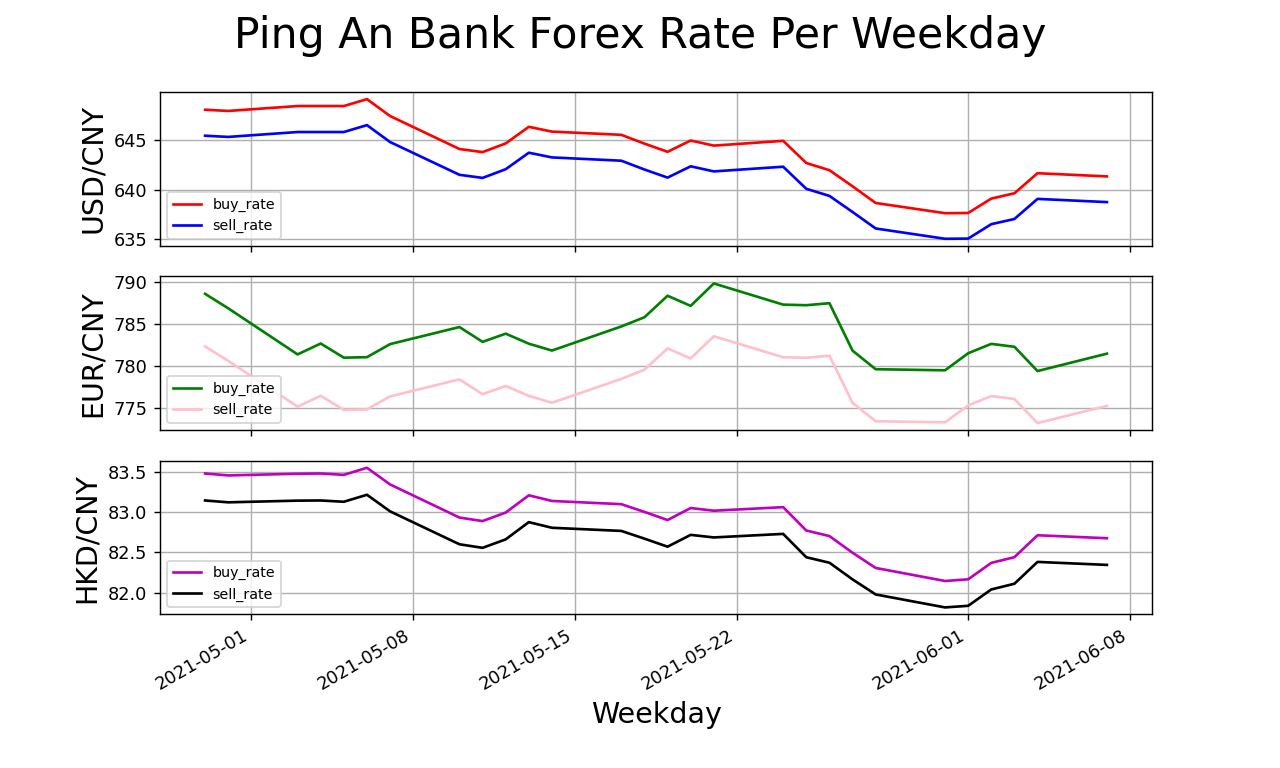 Ping An Bank Forex Rate Per Weekday
USD/CNY
645
640
635
buy_rate
sell_rate
EUR/CNY
790
785
780
775
buy_rate
sell_rate
HKD/CNY
83.5
83.0
82.5
82.0
buy_rate
sell_rate
2021-05-01
2021-05-08
2021-05-15
2021-05-22
2021-06-01
2021-06-08
Weekday